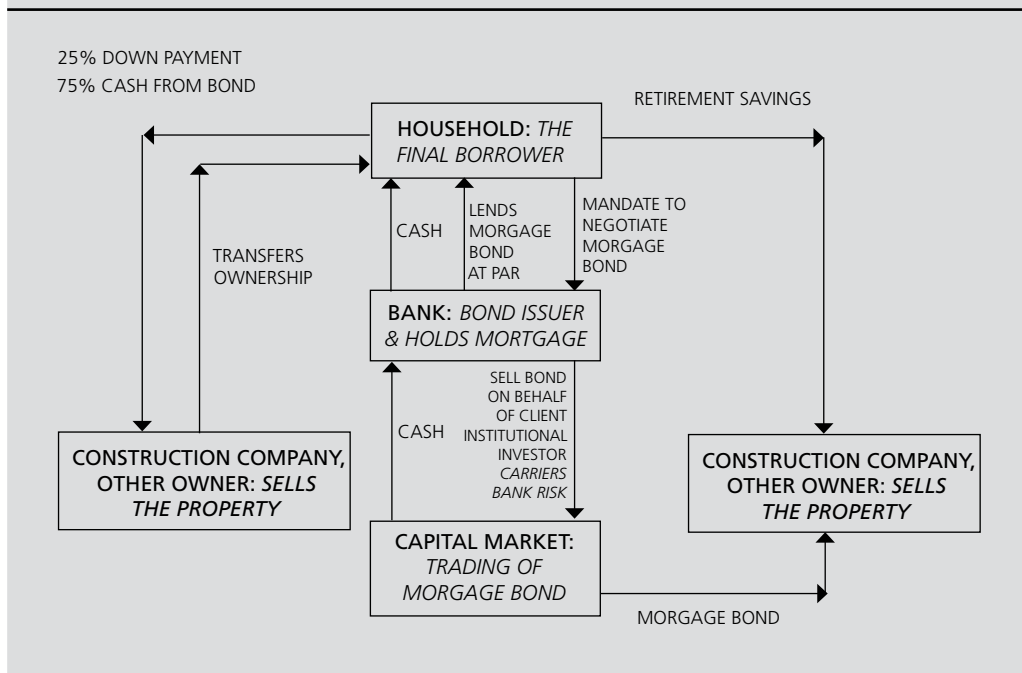 25% DOWN PAYMENT
75% CASH FROM BOND
RETIREMENT SAVINGS
HOUSEHOLD: THE
FINAL BORROWER
TRANSFERS
OWNERSHIP
CASH
LENDS
MORGAGE
BOND
AT PAR
MANDATE TO
NEGOTIATE
MORGAGE
BOND
BANK: BOND ISSUER
& HOLDS MORTGAGE
CASH
SELL BOND
ON BEHALF
OF CLIENT
INSTITUTIONAL
INVESTOR
CARRIERS
BANK RISK
CONSTRUCTION COMPANY,
OTHER OWNER: SELLS
THE PROPERTY
CONSTRUCTION COMPANY,
OTHER OWNER: SELLS
THE PROPERTY
CAPITAL MARKET:
TRADING OF
MORGAGE BOND
MORGAGE BOND